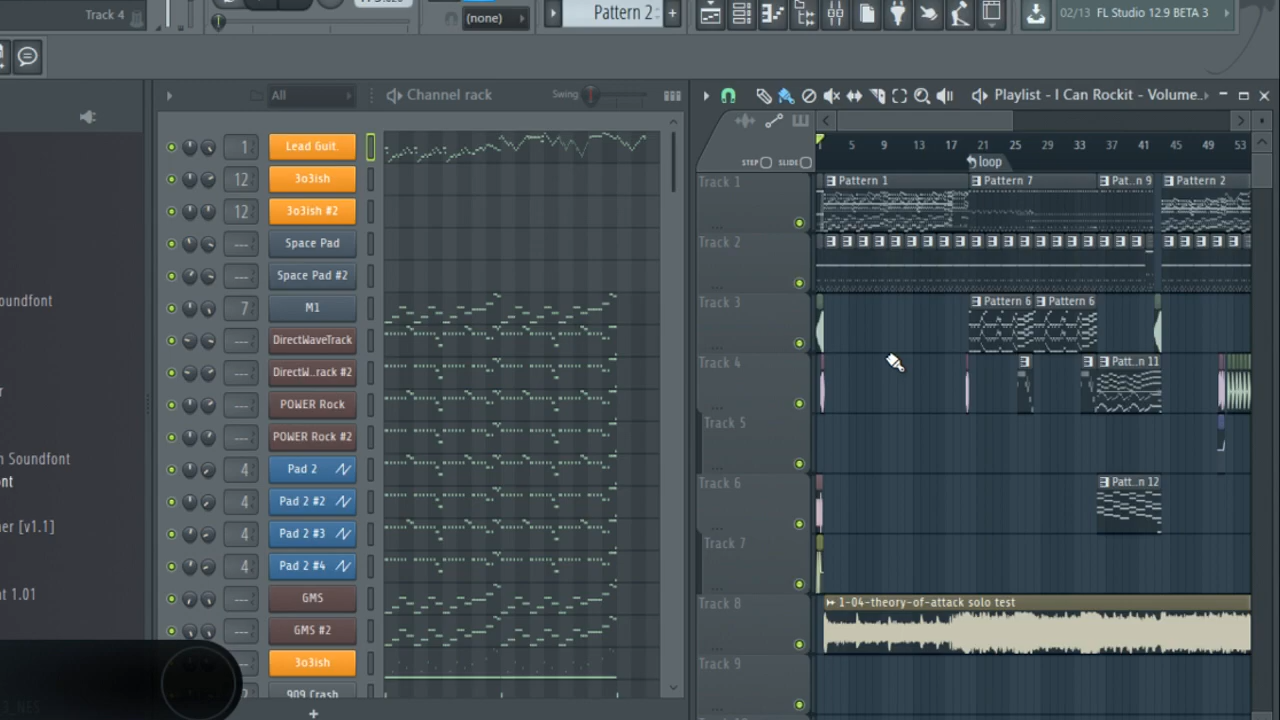 Track 4
(none)
Pattern 2
02/13 FL Studio 12.9 BETA 3
All
Channel rack
Swing
Playlist - I Can Rockit - Volume..
5 9 13 17 21 25 29 33 37 41 45 49 53
STEP SLIDE
loop
1 Lead Guit.
12 3o3ish
12 3o3ish #2
--- Space Pad
--- Space Pad #2
7 M1
--- DirectWaveTrack
--- DirectW..rack #2
--- POWER Rock
--- POWER Rock #2
4 Pad 2
4 Pad 2 #2
4 Pad 2 #3
4 Pad 2 #4
--- GMS
--- GMS #2
3o3ish
909 Crash
+
Track 1
Pattern 1
Pattern 7
Pat..n 9
Pattern 2
Track 2
Track 3
Pattern 6
Pattern 6
Track 4
Patt..n 11
Track 5
Track 6
Patt..n 12
Track 7
Track 8
1-04-theory-of-attack solo test
Track 9
oundfont
n Soundfont
ont
ner [v1.1]
at 1.01